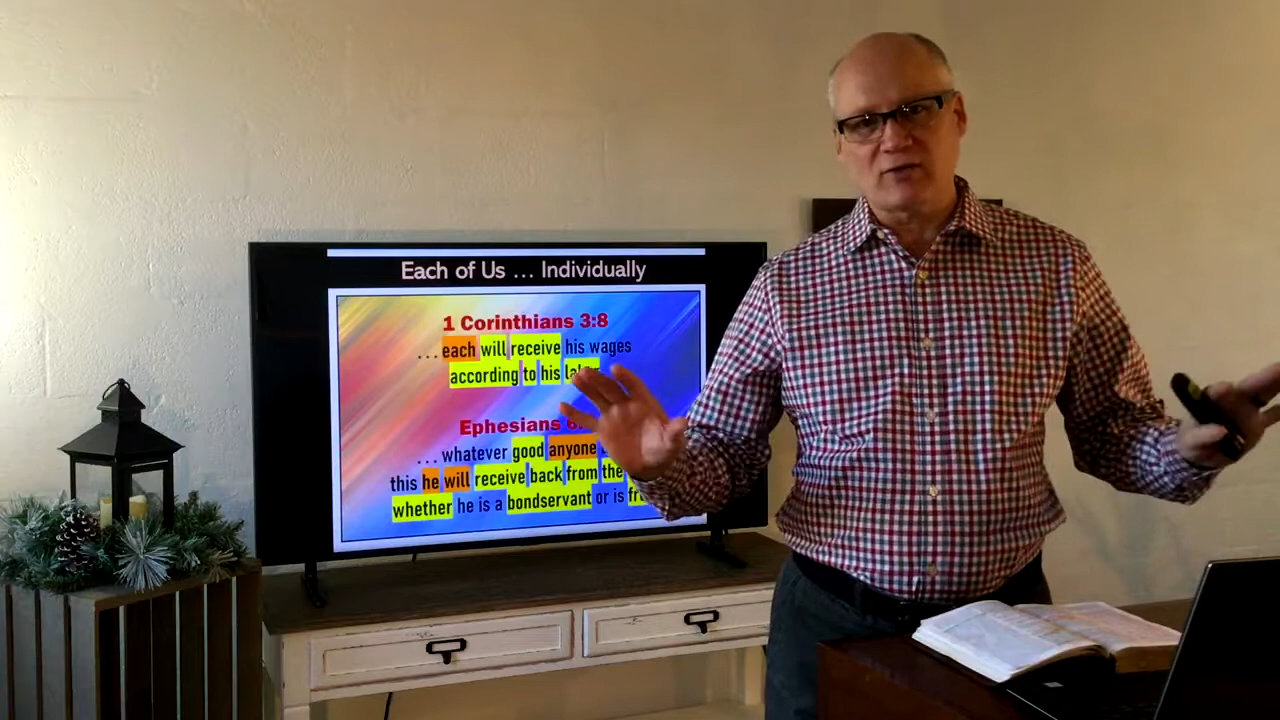 Each of Us ... Individually
1 Corinthians 3:8
...each will receive his wages
according to his
Ephesians
...whatever good anyone
this he will receive back from the
whether he is a bondservant or is